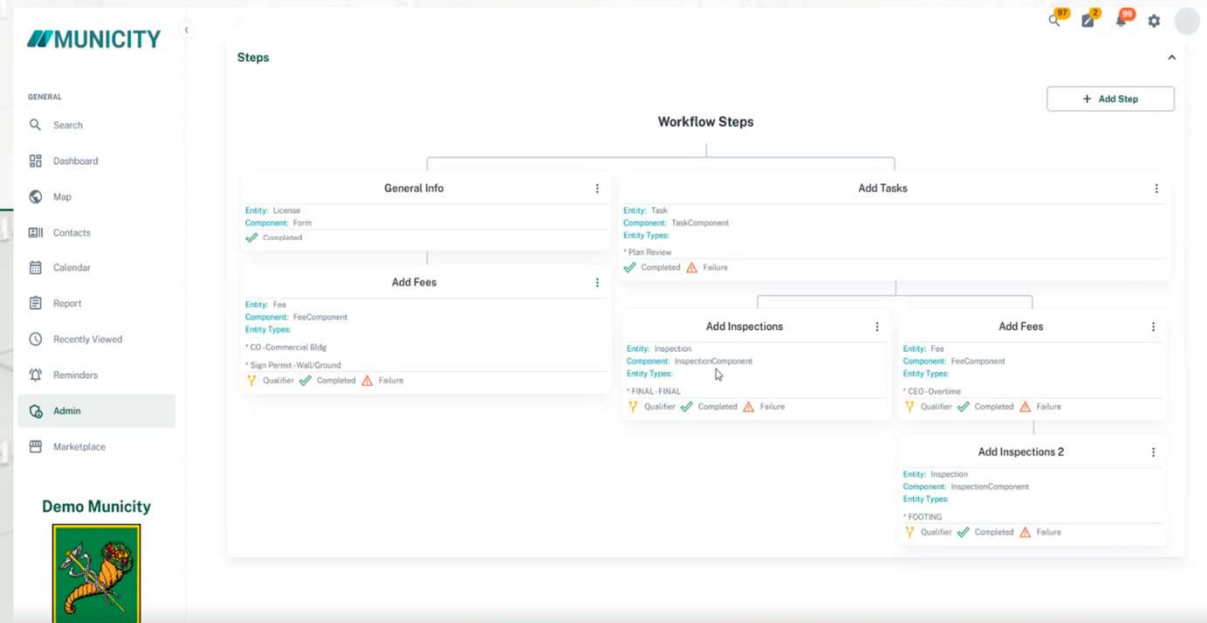 97 2 99
MUNICITY
GENERAL
Search
Dashboard
Map
Contacts
Calendar
Report
Recently Viewed
Reminders
Admin
Marketplace
Demo Municity
Steps
+ Add Step
Workflow Steps
General Info
Entity: License
Component: Form
Completed
Add Fees
Entity: Fee
Component: FeeComponent
Entity Types:
* CO-Commercial Bldg
* Sign Permit-Wall/Ground
Qualifier Completed Failure
Add Tasks
Entity: Task
Component: TaskComponent
Entity Types:
* Plan Review
Completed Failure
Add Inspections
Entity: Inspection
Component: InspectionComponent
Entity Types:
* FINAL-FINAL
Qualifier Completed Failure
Add Fees
Entity: Fee
Component: FeeComponent
Entity Types:
* CEO-Overtime
Qualifier Completed Failure
Add Inspections 2
Entity: Inspection
Component: InspectionComponent
Entity Types:
* FOOTING
Qualifier Completed Failure